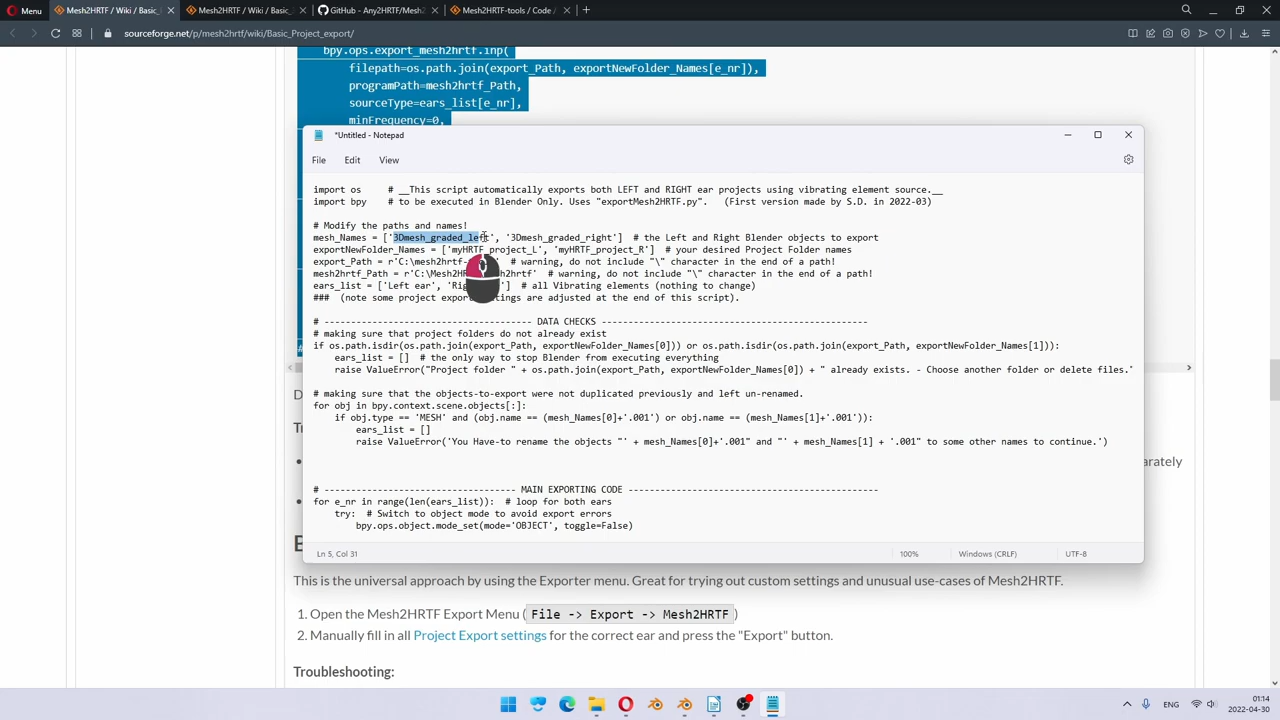 Menu
Mesh2HRTF / Wiki / Basic_
Mesh2HRTF / Wiki / Basic_
GitHub - Any2HRTF/Mesh2
Mesh2HRTF-tools / Code /
sourceforge.net/p/mesh2hrtf/wiki/Basic_Project_export/
bpy.ops.export_mesh2hrtf.inp(
filepath=os.path.join(export_Path, exportNewFolder_Names[e_nr]),
programPath=mesh2hrtf_Path,
sourceType=ears_list[e_nr],
minFrequency=0,
*Untitled - Notepad
File Edit View
import os # __This script automatically exports both LEFT and RIGHT ear projects using vibrating element source.__
import bpy # to be executed in Blender Only. Uses "exportMesh2HRTF.py". (First version made by S.D. in 2022-03)
# Modify the paths and names!
mesh_Names = ['3Dmesh_graded_left', '3Dmesh_graded_right'] # the Left and Right Blender objects to export
exportNewFolder_Names = ['myHRTF_project_L', 'myHRTF_project_R'] # your desired Project Folder names
export_Path = r'C:\mesh # warning, do not include "\" character in the end of a path!
mesh2hrtf_Path = r'C:\Mesh2H htrf' # warning, do not include "\" character in the end of a path!
ears_list = ['Left ear', 'Rig '] # all Vibrating elements (nothing to change)
### (note some project expor ings are adjusted at the end of this script).
# ----------------------------------- DATA CHECKS ---------------------------------------------------
# making sure that project folders do not already exist
if os.path.isdir(os.path.join(export_Path, exportNewFolder_Names[0])) or os.path.isdir(os.path.join(export_Path, exportNewFolder_Names[1])):
ears_list = [] # the only way to stop Blender from executing everything
raise ValueError("Project folder " + os.path.join(export_Path, exportNewFolder_Names[0]) + " already exists. - Choose another folder or delete files."
# making sure that the objects-to-export were not duplicated previously and left un-renamed.
for obj in bpy.context.scene.objects[:]:
if obj.type == 'MESH' and (obj.name == (mesh_Names[0]+'.001') or obj.name == (mesh_Names[1]+'.001')):
ears_list = []
raise ValueError('You Have-to rename the objects "' + mesh_Names[0]+'.001" and "' + mesh_Names[1] + '.001" to some other names to continue.')
# -------------------------------- MAIN EXPORTING CODE ------------------------------------------------
for e_nr in range(len(ears_list)): # loop for both ears
try: # Switch to object mode to avoid export errors
bpy.ops.object.mode_set(mode='OBJECT', toggle=False)
Ln 5, Col 31 100% Windows (CRLF) UTF-8
arately
This is the universal approach by using the Exporter menu. Great for trying out custom settings and unusual use-cases of Mesh2HRTF.
1. Open the Mesh2HRTF Export Menu (File -> Export -> Mesh2HRTF)
2. Manually fill in all Project Export settings for the correct ear and press the "Export" button.
Troubleshooting:
ENG
01:14
2022-04-30